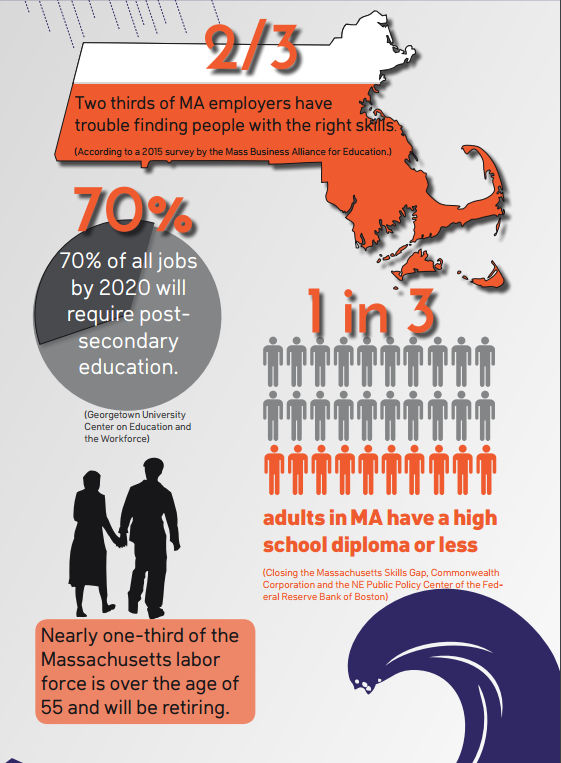 2/3
Two thirds of MA employers have
trouble finding people with the right skills.
(According to a 2015 survey by the Mass Business Alliance for Education.)
70%
70% of all jobs
by 2020 will
require post-
secondary
education.
(Georgetown University
Center on Education and
the Workforce)
1 in 3
adults in MA have a high
school diploma or less
(Closing the Massachusetts Skills Gap, Commonwealth
Corporation and the NE Public Policy Center of the Fed-
eral Reserve Bank of Boston)
Nearly one-third of the
Massachusetts labor
force is over the age of
55 and will be retiring.